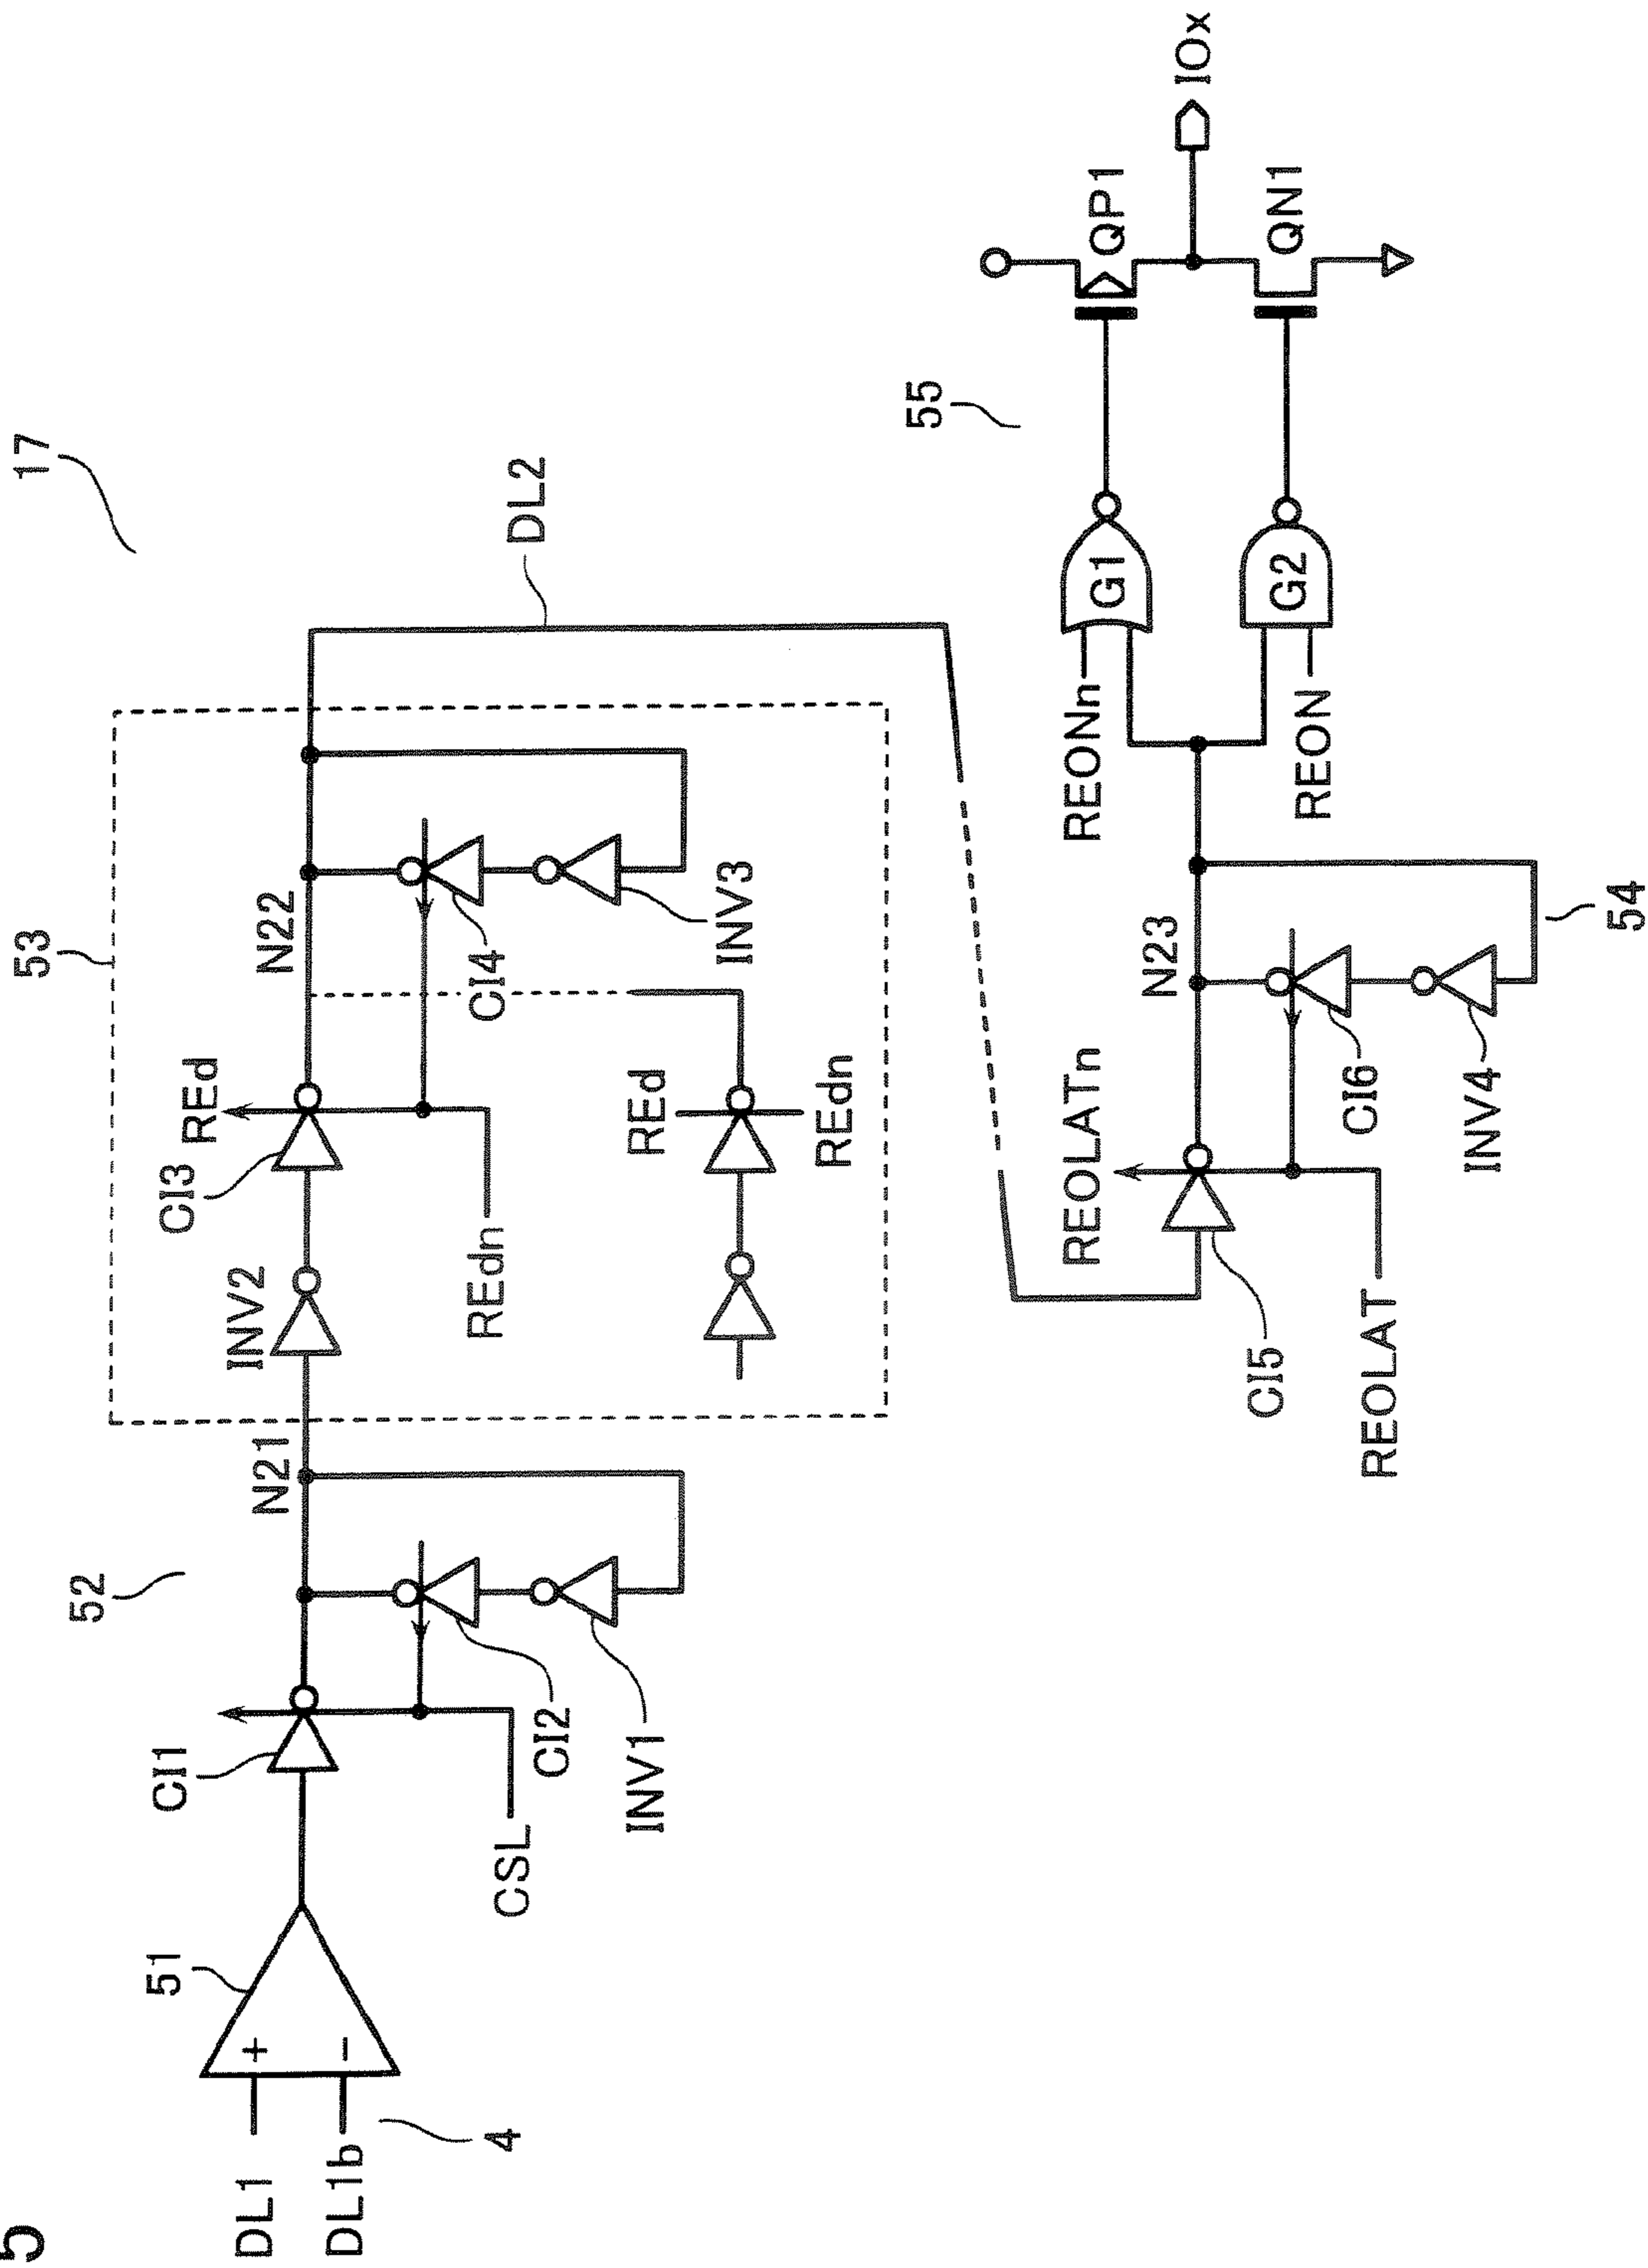 5
17
DL1
DL1b
4
51
+
−
CI1
CSL
52
CI2
INV1
N21
53
INV2
CI3
REd
REdn
N22
CI4
INV3
REd
REdn
DL2
CI5
REOLATn
REOLAT
N23
CI6
INV4
54
REONn
REON
G1
G2
55
QP1
QN1
IOx